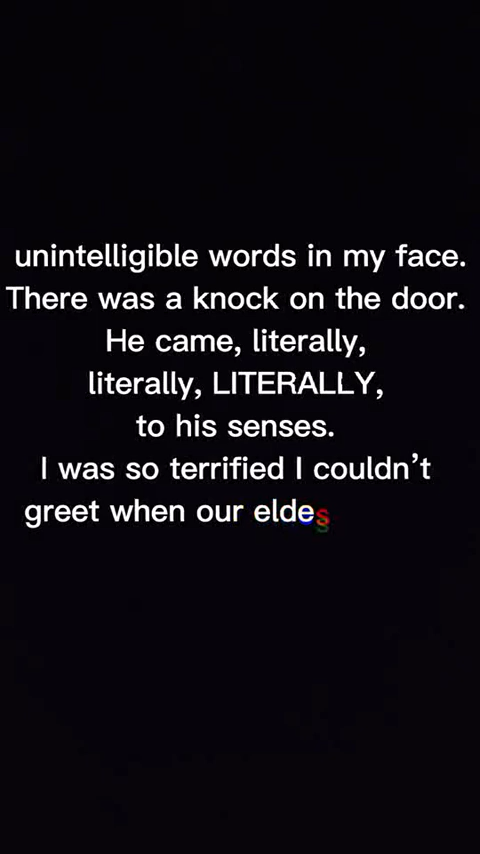 unintelligible words in my face.
There was a knock on the door.
He came, literally,
literally, LITERALLY,
to his senses.
I was so terrified I couldn’t
greet when our eldes